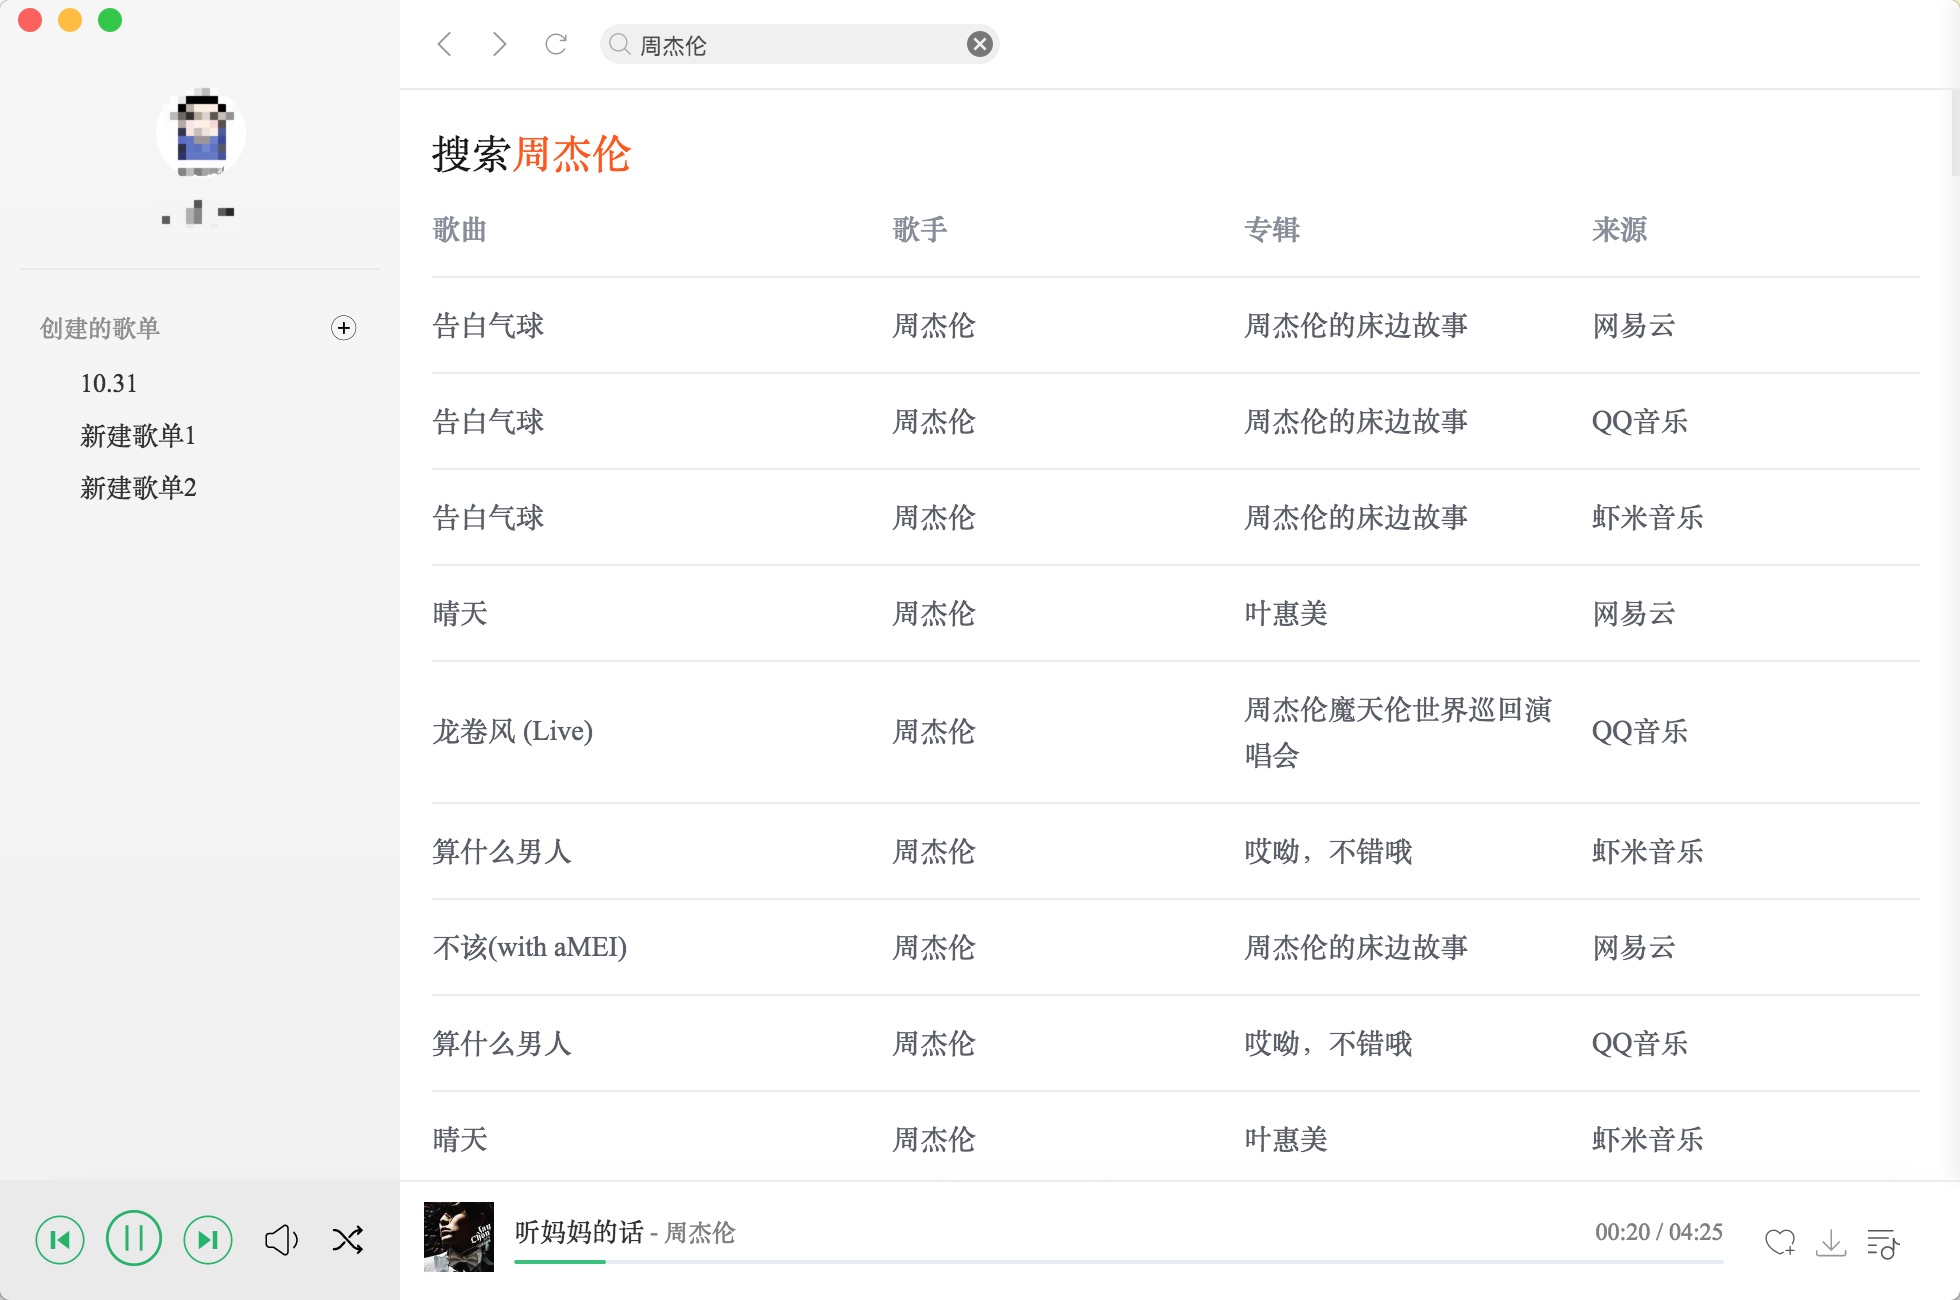 周杰伦
搜索周杰伦
创建的歌单
10.31
新建歌单1
新建歌单2
歌曲 歌手 专辑 来源
告白气球 周杰伦 周杰伦的床边故事 网易云
告白气球 周杰伦 周杰伦的床边故事 QQ音乐
告白气球 周杰伦 周杰伦的床边故事 虾米音乐
晴天 周杰伦 叶惠美 网易云
龙卷风 (Live) 周杰伦 周杰伦魔天伦世界巡回演 QQ音乐
唱会
算什么男人 周杰伦 哎呦，不错哦 虾米音乐
不该(with aMEI) 周杰伦 周杰伦的床边故事 网易云
算什么男人 周杰伦 哎呦，不错哦 QQ音乐
晴天 周杰伦 叶惠美 虾米音乐
听妈妈的话 - 周杰伦 00:20 / 04:25